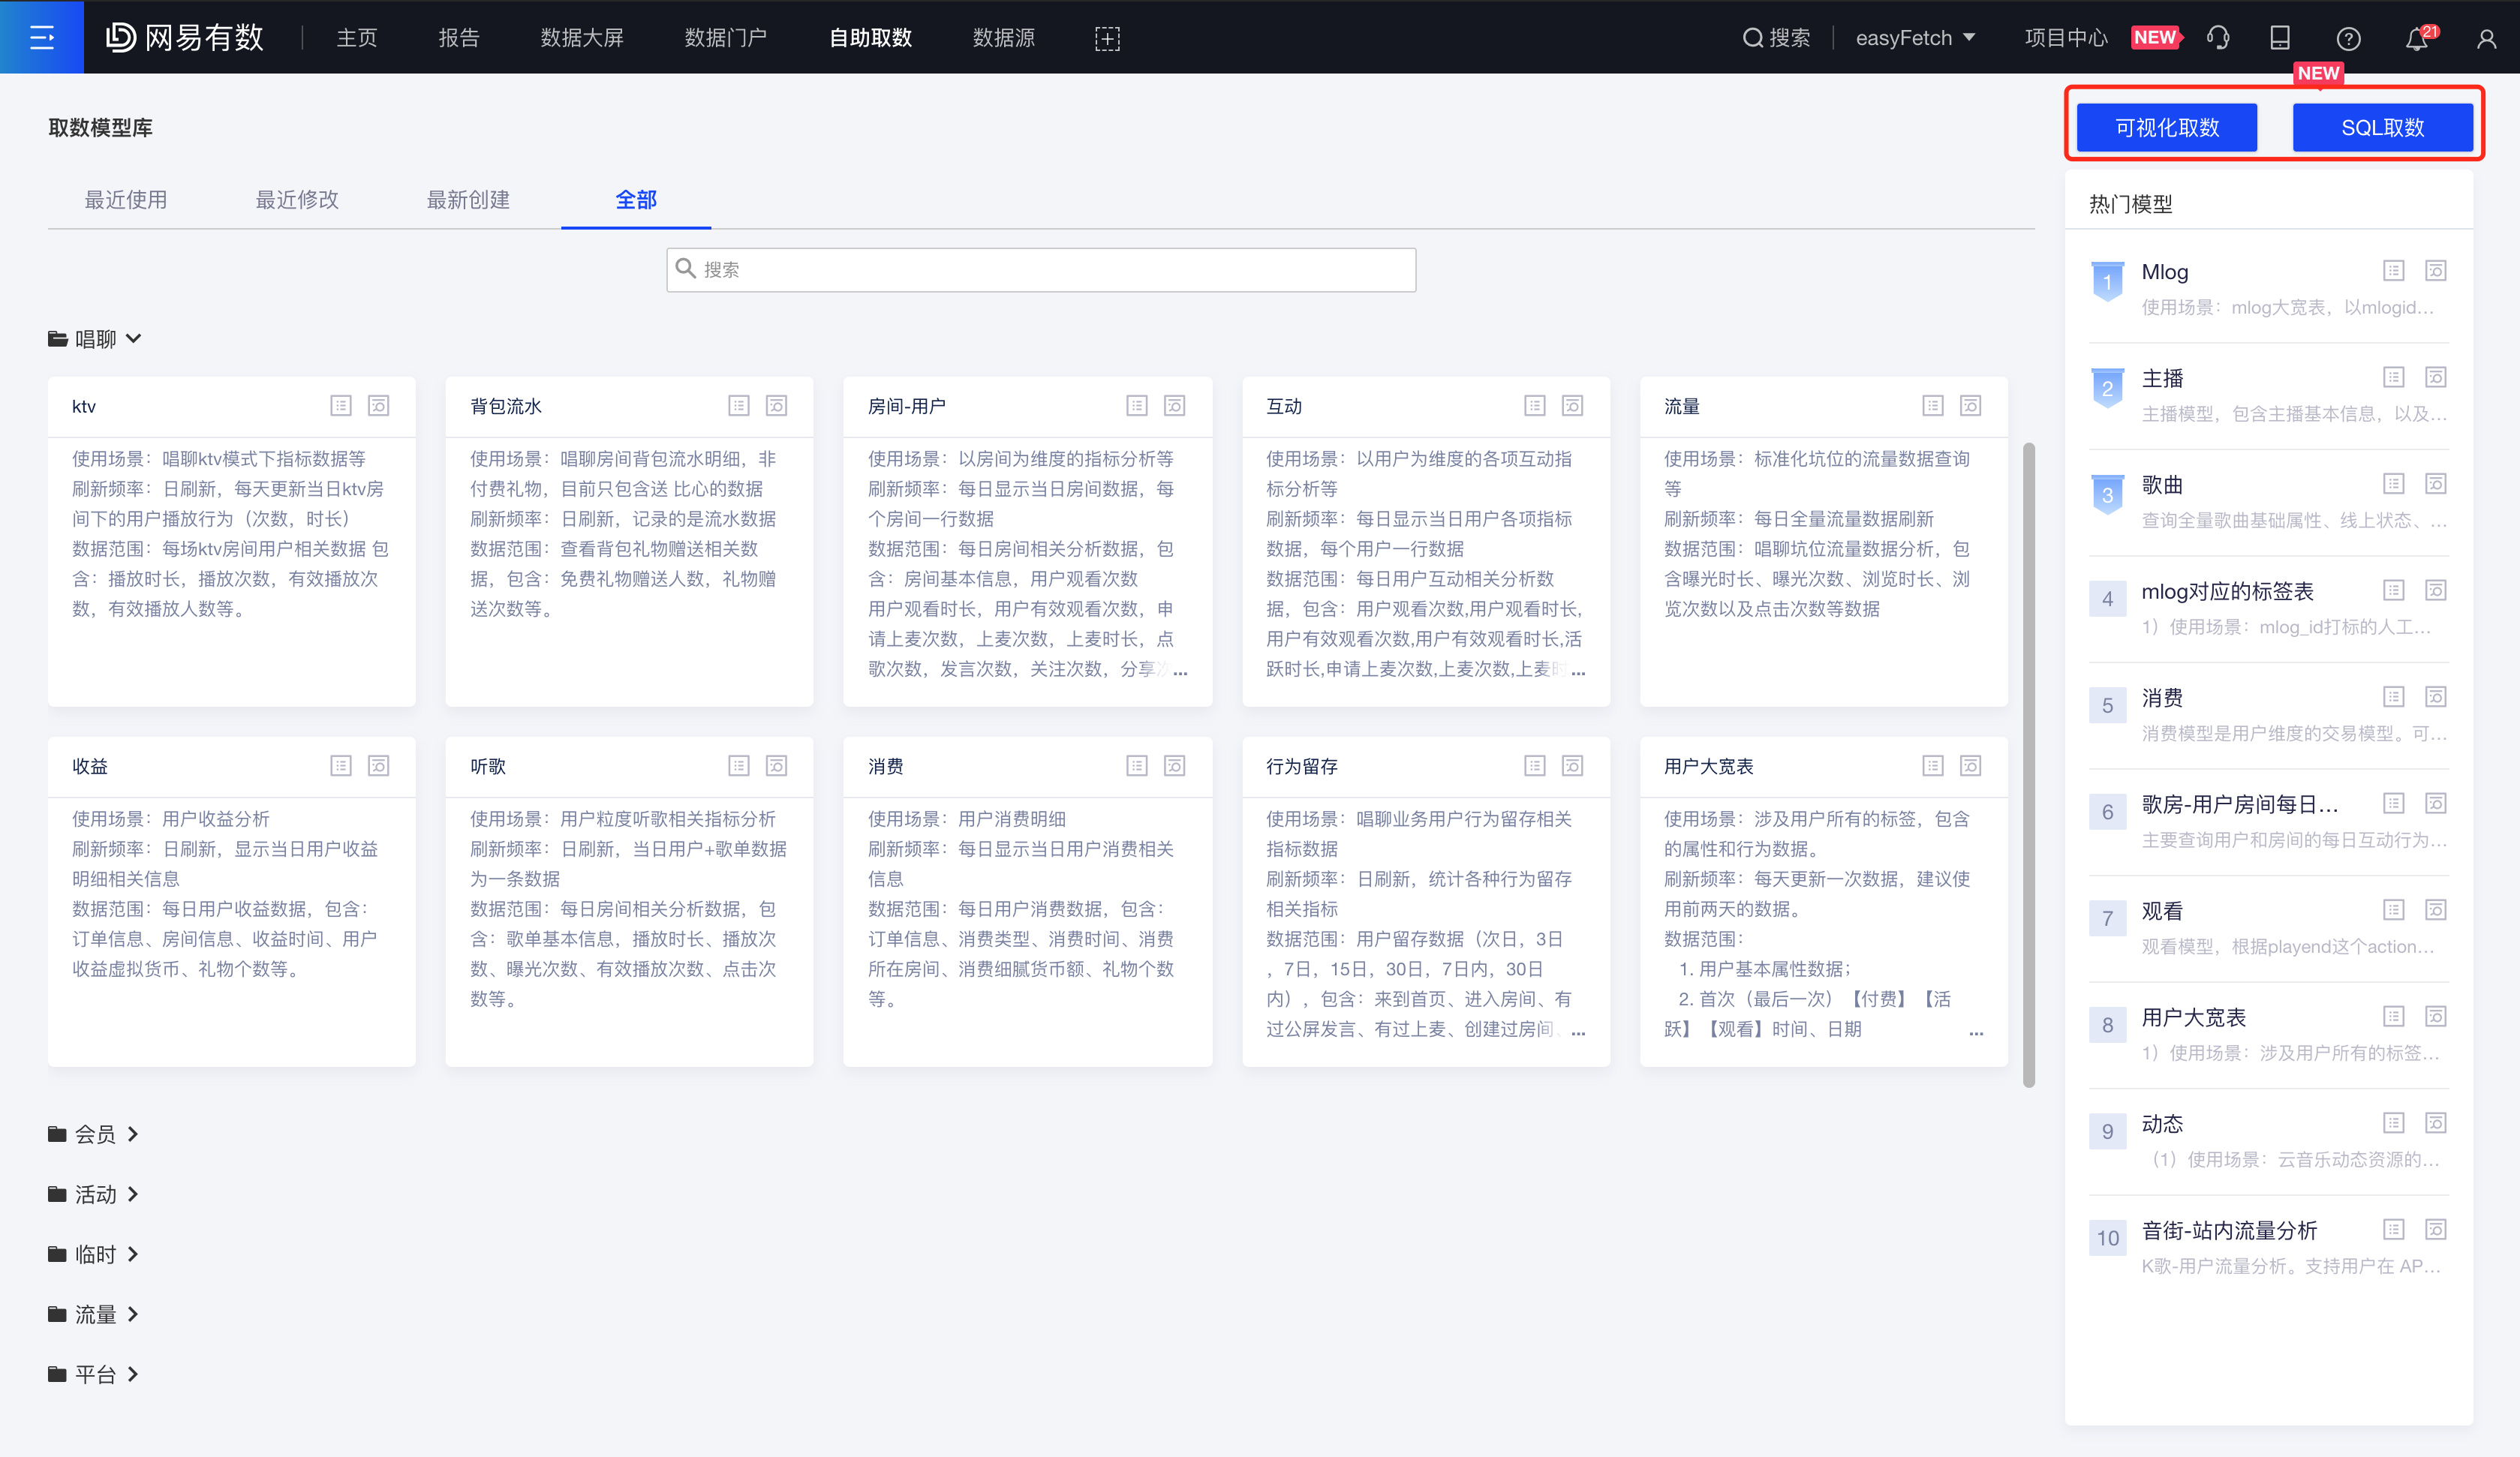 网易有数
主页 报告 数据大屏 数据门户 自助取数 数据源
搜索 easyFetch 项目中心 NEW 21
NEW
取数模型库
可视化取数 SQL取数
最近使用 最近修改 最新创建 全部
搜索
唱聊
ktv
使用场景：唱聊ktv模式下指标数据等
刷新频率：日刷新，每天更新当日ktv房
间下的用户播放行为（次数，时长）
数据范围：每场ktv房间用户相关数据 包
含：播放时长，播放次数，有效播放次
数，有效播放人数等。
背包流水
使用场景：唱聊房间背包流水明细，非
付费礼物，目前只包含送 比心的数据
刷新频率：日刷新，记录的是流水数据
数据范围：查看背包礼物赠送相关数
据，包含：免费礼物赠送人数，礼物赠
送次数等。
房间-用户
使用场景：以房间为维度的指标分析等
刷新频率：每日显示当日房间数据，每
个房间一行数据
数据范围：每日房间相关分析数据，包
含：房间基本信息，用户观看次数
用户观看时长，用户有效观看次数，申
请上麦次数，上麦次数，上麦时长，点
歌次数，发言次数，关注次数，分享次...
互动
使用场景：以用户为维度的各项互动指
标分析等
刷新频率：每日显示当日用户各项指标
数据，每个用户一行数据
数据范围：每日用户互动相关分析数
据，包含：用户观看次数,用户观看时长,
用户有效观看次数,用户有效观看时长,活
跃时长,申请上麦次数,上麦次数,上麦时...
流量
使用场景：标准化坑位的流量数据查询
等
刷新频率：每日全量流量数据刷新
数据范围：唱聊坑位流量数据分析，包
含曝光时长、曝光次数、浏览时长、浏
览次数以及点击次数等数据
收益
使用场景：用户收益分析
刷新频率：日刷新，显示当日用户收益
明细相关信息
数据范围：每日用户收益数据，包含：
订单信息、房间信息、收益时间、用户
收益虚拟货币、礼物个数等。
听歌
使用场景：用户粒度听歌相关指标分析
刷新频率：日刷新，当日用户+歌单数据
为一条数据
数据范围：每日房间相关分析数据，包
含：歌单基本信息，播放时长、播放次
数、曝光次数、有效播放次数、点击次
数等。
消费
使用场景：用户消费明细
刷新频率：每日显示当日用户消费相关
信息
数据范围：每日用户消费数据，包含：
订单信息、消费类型、消费时间、消费
所在房间、消费细腻货币额、礼物个数
等。
行为留存
使用场景：唱聊业务用户行为留存相关
指标数据
刷新频率：日刷新，统计各种行为留存
相关指标
数据范围：用户留存数据（次日，3日
，7日，15日，30日，7日内，30日
内），包含：来到首页、进入房间、有
过公屏发言、有过上麦、创建过房间、...
用户大宽表
使用场景：涉及用户所有的标签，包含
的属性和行为数据。
刷新频率：每天更新一次数据，建议使
用前两天的数据。
数据范围：
1. 用户基本属性数据；
2. 首次（最后一次）【付费】【活
跃】【观看】时间、日期 ...
会员
活动
临时
流量
平台
热门模型
1 Mlog
使用场景：mlog大宽表，以mlogid...
2 主播
主播模型，包含主播基本信息，以及...
3 歌曲
查询全量歌曲基础属性、线上状态、...
4 mlog对应的标签表
1）使用场景：mlog_id打标的人工...
5 消费
消费模型是用户维度的交易模型。可...
6 歌房-用户房间每日...
主要查询用户和房间的每日互动行为...
7 观看
观看模型，根据playend这个action...
8 用户大宽表
1）使用场景：涉及用户所有的标签...
9 动态
（1）使用场景：云音乐动态资源的...
10 音街-站内流量分析
K歌-用户流量分析。支持用户在 AP...